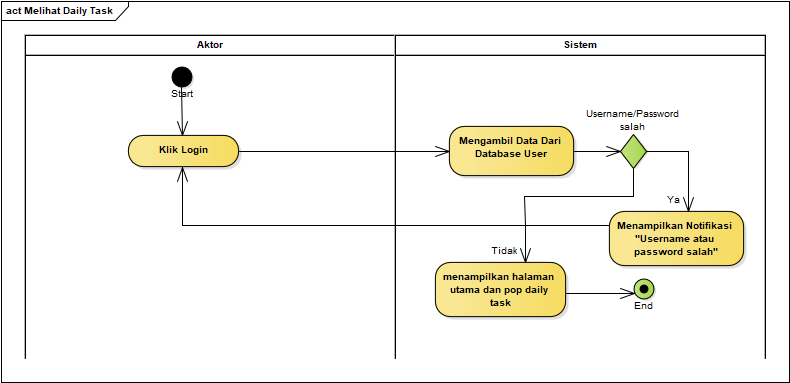 act Melihat Daily Task
Aktor
Sistem
Start
Klik Login
Mengambil Data Dari
Database User
Username/Password
salah
Ya
Menampilkan Notifikasi
"Username atau
password salah"
Tidak
menampilkan halaman
utama dan pop daily
task
End